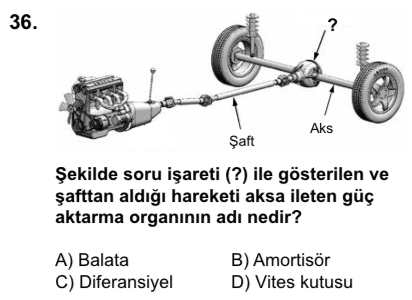 36.
?
Şaft
Aks
Şekilde soru işareti (?) ile gösterilen ve
şafttan aldığı hareketi aksa ileten güç
aktarma organının adı nedir?
A) Balata B) Amortisör
C) Diferansiyel D) Vites kutusu